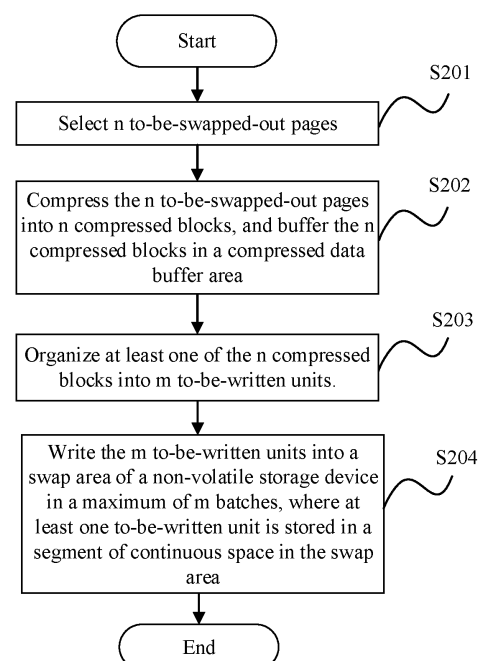 Start
S201
Select n to-be-swapped-out pages
S202
Compress the n to-be-swapped-out pages
into n compressed blocks, and buffer the n
compressed blocks in a compressed data
buffer area
S203
Organize at least one of the n compressed
blocks into m to-be-written units.
S204
Write the m to-be-written units into a
swap area of a non-volatile storage device
in a maximum of m batches, where at
least one to-be-written unit is stored in a
segment of continuous space in the swap
area
End